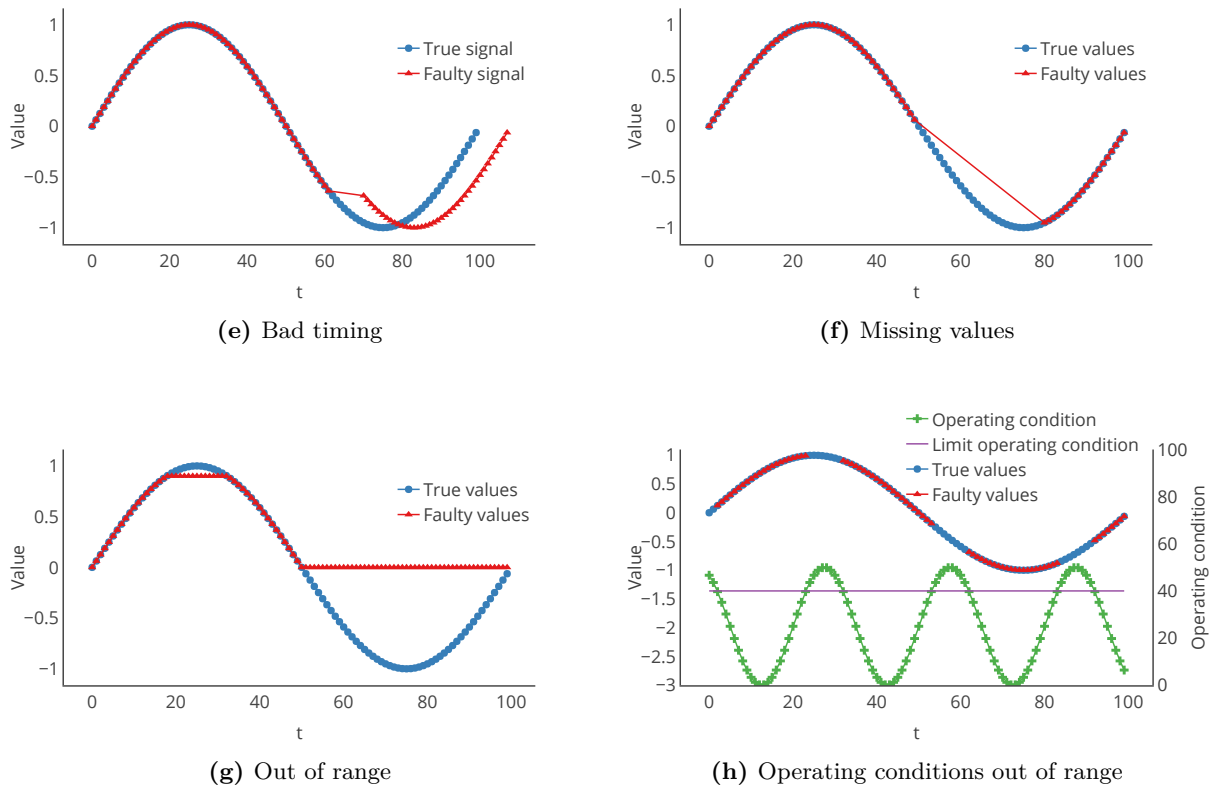 1
0.5
0
−0.5
−1
Value
True signal
Faulty signal
0 20 40 60 80 100
t
(e) Bad timing
1
0.5
0
−0.5
−1
Value
True values
Faulty values
0 20 40 60 80 100
t
(f) Missing values
1
0.5
0
−0.5
−1
Value
True values
Faulty values
0 20 40 60 80 100
t
(g) Out of range
Operating condition
Limit operating condition
True values
Faulty values
1
0.5
0
−0.5
−1
−1.5
−2
−2.5
−3
Value
100
80
60
40
20
0
Operating condition
0 20 40 60 80 100
t
(h) Operating conditions out of range